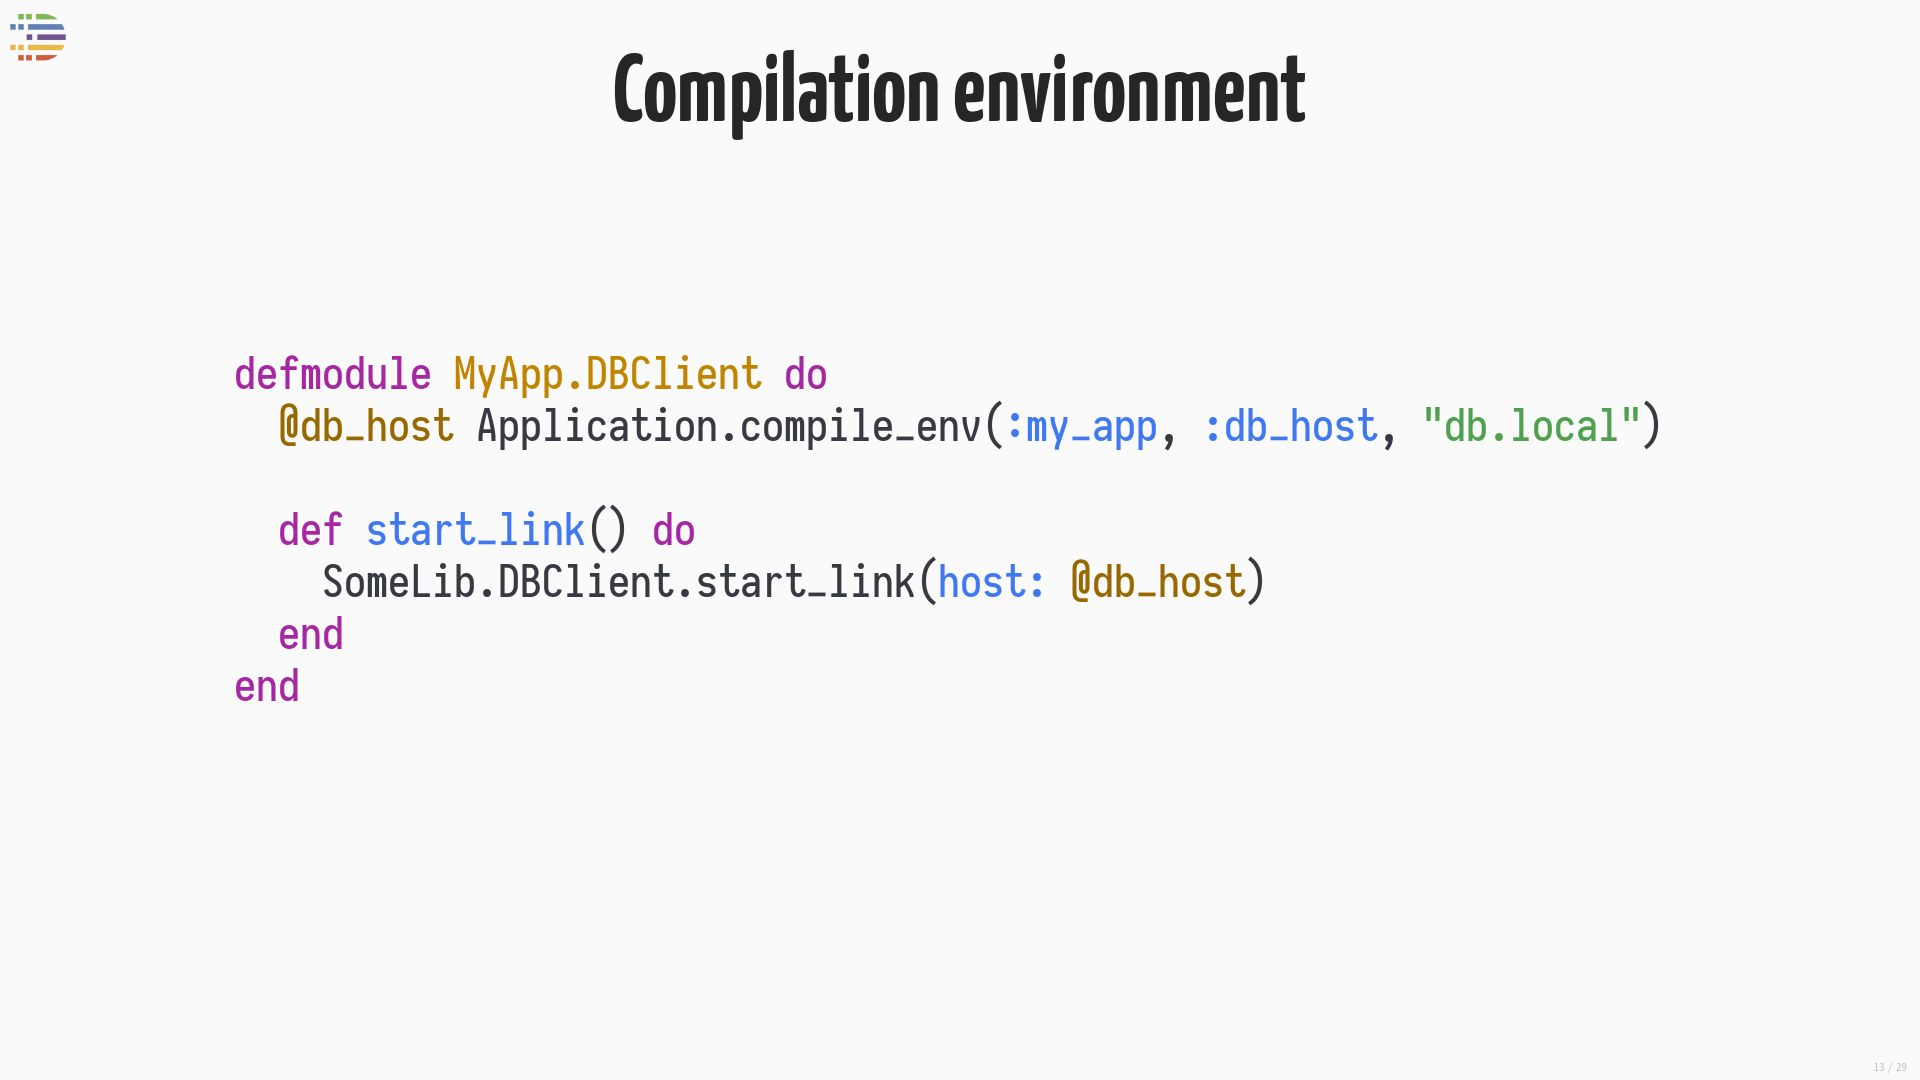 Compilation environment
defmodule MyApp.DBClient do
  @db_host Application.compile_env(:my_app, :db_host, "db.local")
  def start_link() do
    SomeLib.DBClient.start_link(host: @db_host)
  end
end
13 / 29